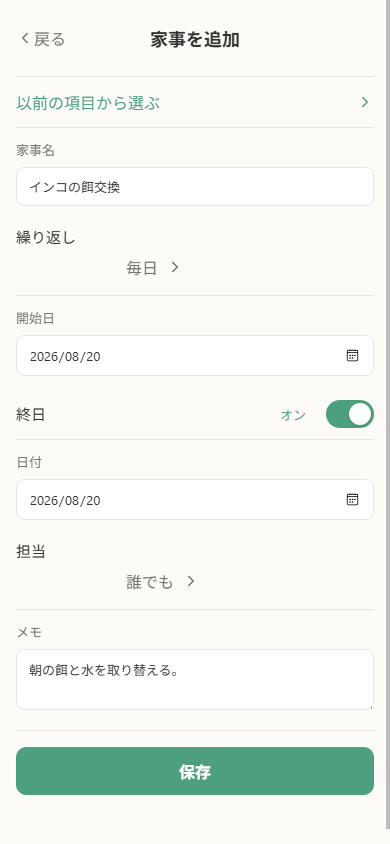 戻る
家事を追加
以前の項目から選ぶ
家事名
インコの餌交換
繰り返し
毎日
開始日
2026/08/20
終日
オン
日付
2026/08/20
担当
誰でも
メモ
朝の餌と水を取り替える。
保存